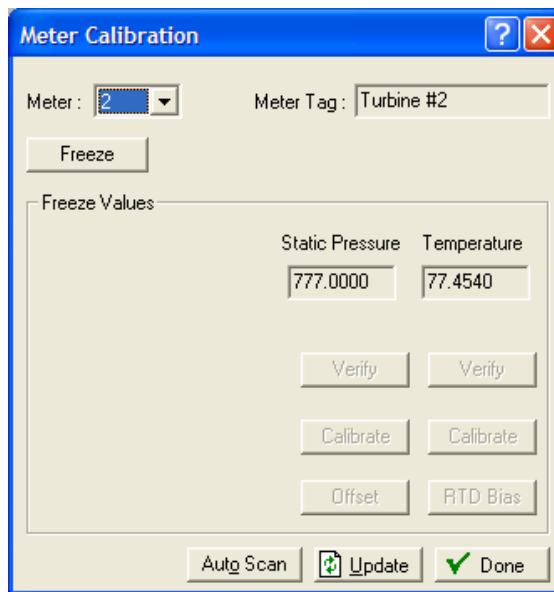 Meter Calibration
Meter : 2 Meter Tag : Turbine #2
Freeze
Freeze Values
Static Pressure Temperature
777.0000 77.4540
Verify Verify
Calibrate Calibrate
Offset RTD Bias
Auto Scan Update Done